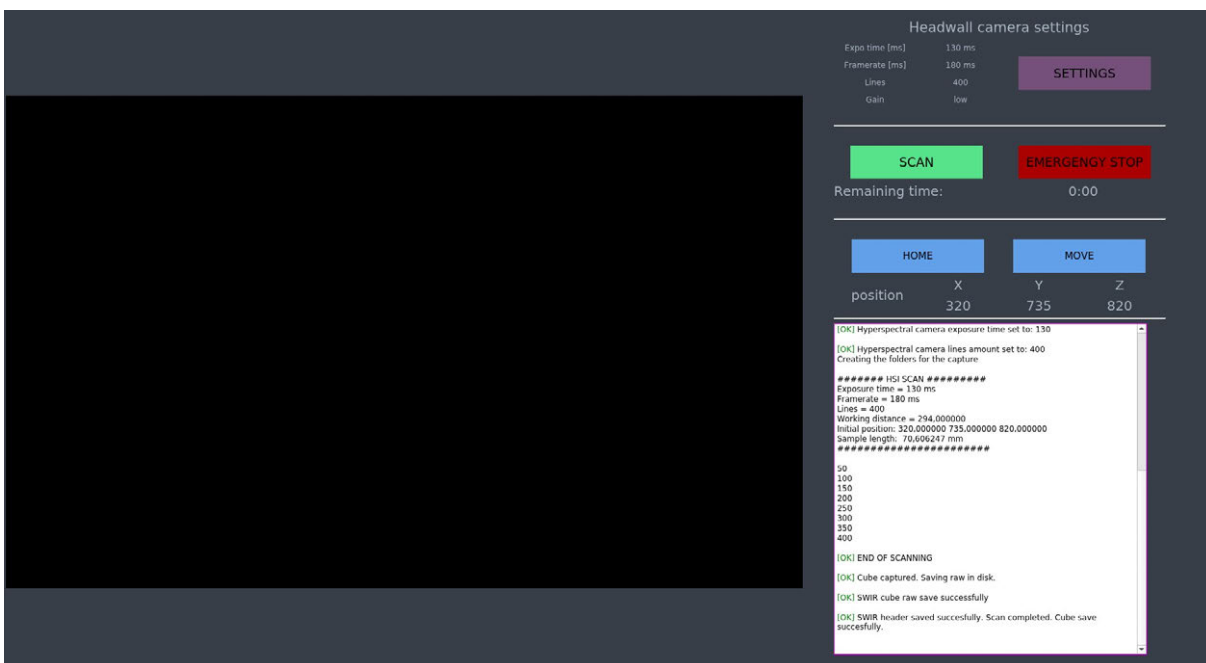 Headwall camera settings
Expo time [ms] 130 ms
Framerate [ms] 180 ms
SETTINGS
Lines 400
Gain low
SCAN EMERGENGY STOP
Remaining time: 0:00
HOME MOVE
position X Y Z
320 735 820
[OK] Hyperspectral camera exposure time set to: 130
[OK] Hyperspectral camera lines amount set to: 400
Creating the folders for the capture
####### HSI SCAN #########
Exposure time = 130 ms
Framerate = 180 ms
Lines = 400
Working distance = 294,000000
Initial position: 320,000000 735,000000 820,000000
Sample length: 70,606247 mm
#######################
50
100
150
200
250
300
350
400
[OK] END OF SCANNING
[OK] Cube captured. Saving raw in disk.
[OK] SWIR cube raw save successfully
[OK] SWIR header saved succesfully. Scan completed. Cube save
succesfully.